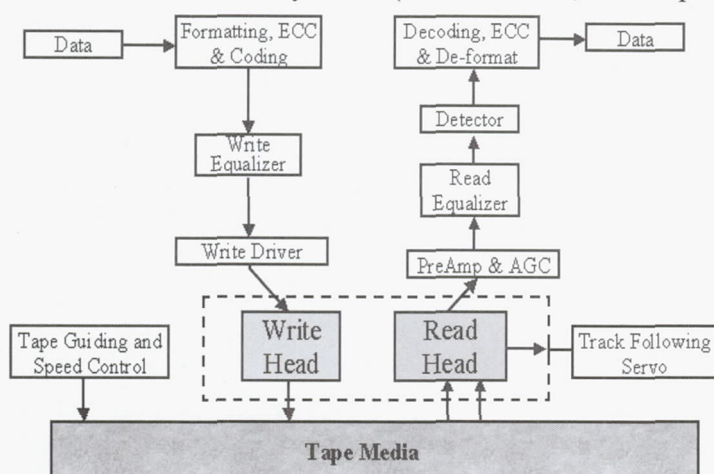 Data
Formatting, ECC
& Coding
Decoding, ECC
& De-format
Data
Detector
Write
Equalizer
Read
Equalizer
Write Driver
PreAmp & AGC
Tape Guiding and
Speed Control
Write
Head
Read
Head
Track Following
Servo
Tape Media